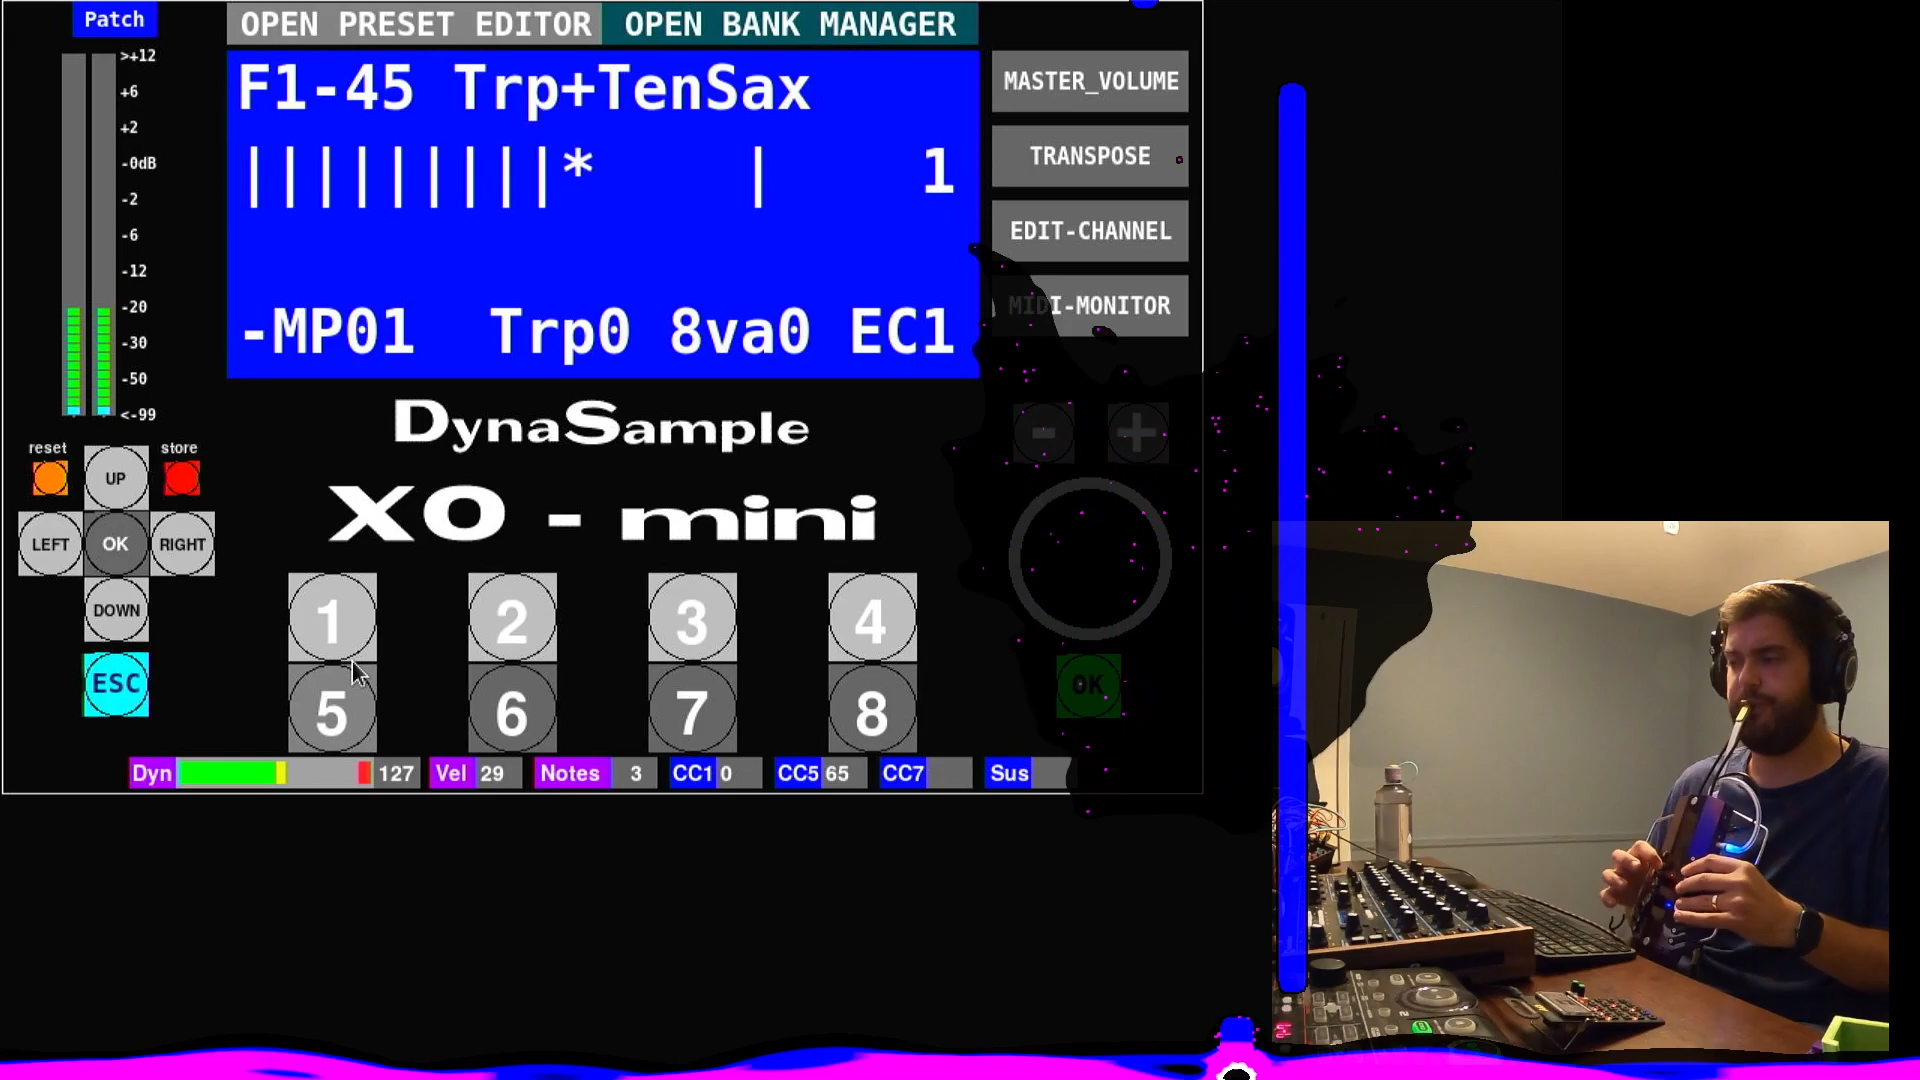 Patch
OPEN PRESET EDITOR OPEN BANK MANAGER
>+12
+6
+2
-0dB
-2
-6
-12
-20
-30
-50
<-99
F1-45 Trp+TenSax
|||||||||* | 1
-MP01 Trp0 8va0 EC1
MASTER_VOLUME
TRANSPOSE
EDIT-CHANNEL
MIDI-MONITOR
DynaSample
XO - mini
reset
store
UP
LEFT
OK
RIGHT
DOWN
ESC
- +
OK
1 2 3 4
5 6 7 8
Dyn 127 Vel 29 Notes 3 CC1 0 CC5 65 CC7 Sus